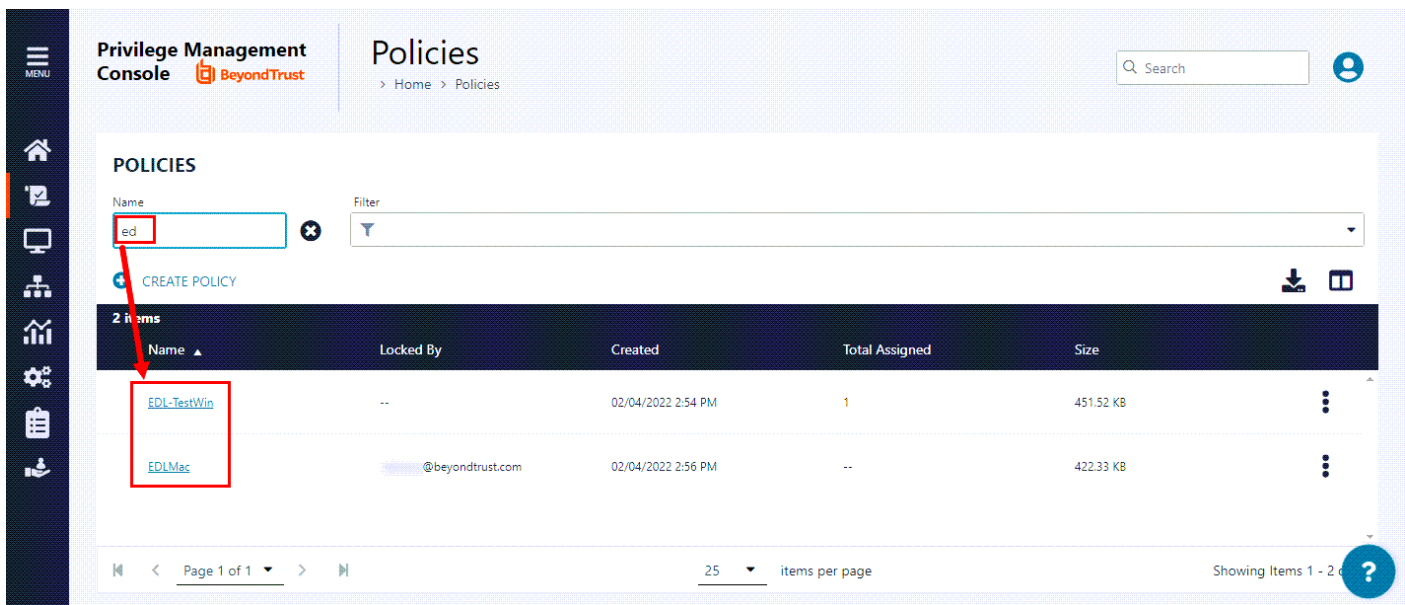 MENU
Privilege Management
Console BeyondTrust
Policies
> Home > Policies
Search
POLICIES
Name
Filter
ed
CREATE POLICY
2 items
Name ▲ Locked By Created Total Assigned Size
EDL-TestWin -- 02/04/2022 2:54 PM 1 451.52 KB
EDLMac @beyondtrust.com 02/04/2022 2:56 PM -- 422.33 KB
Page 1 of 1
25 items per page
Showing Items 1 - 2
?